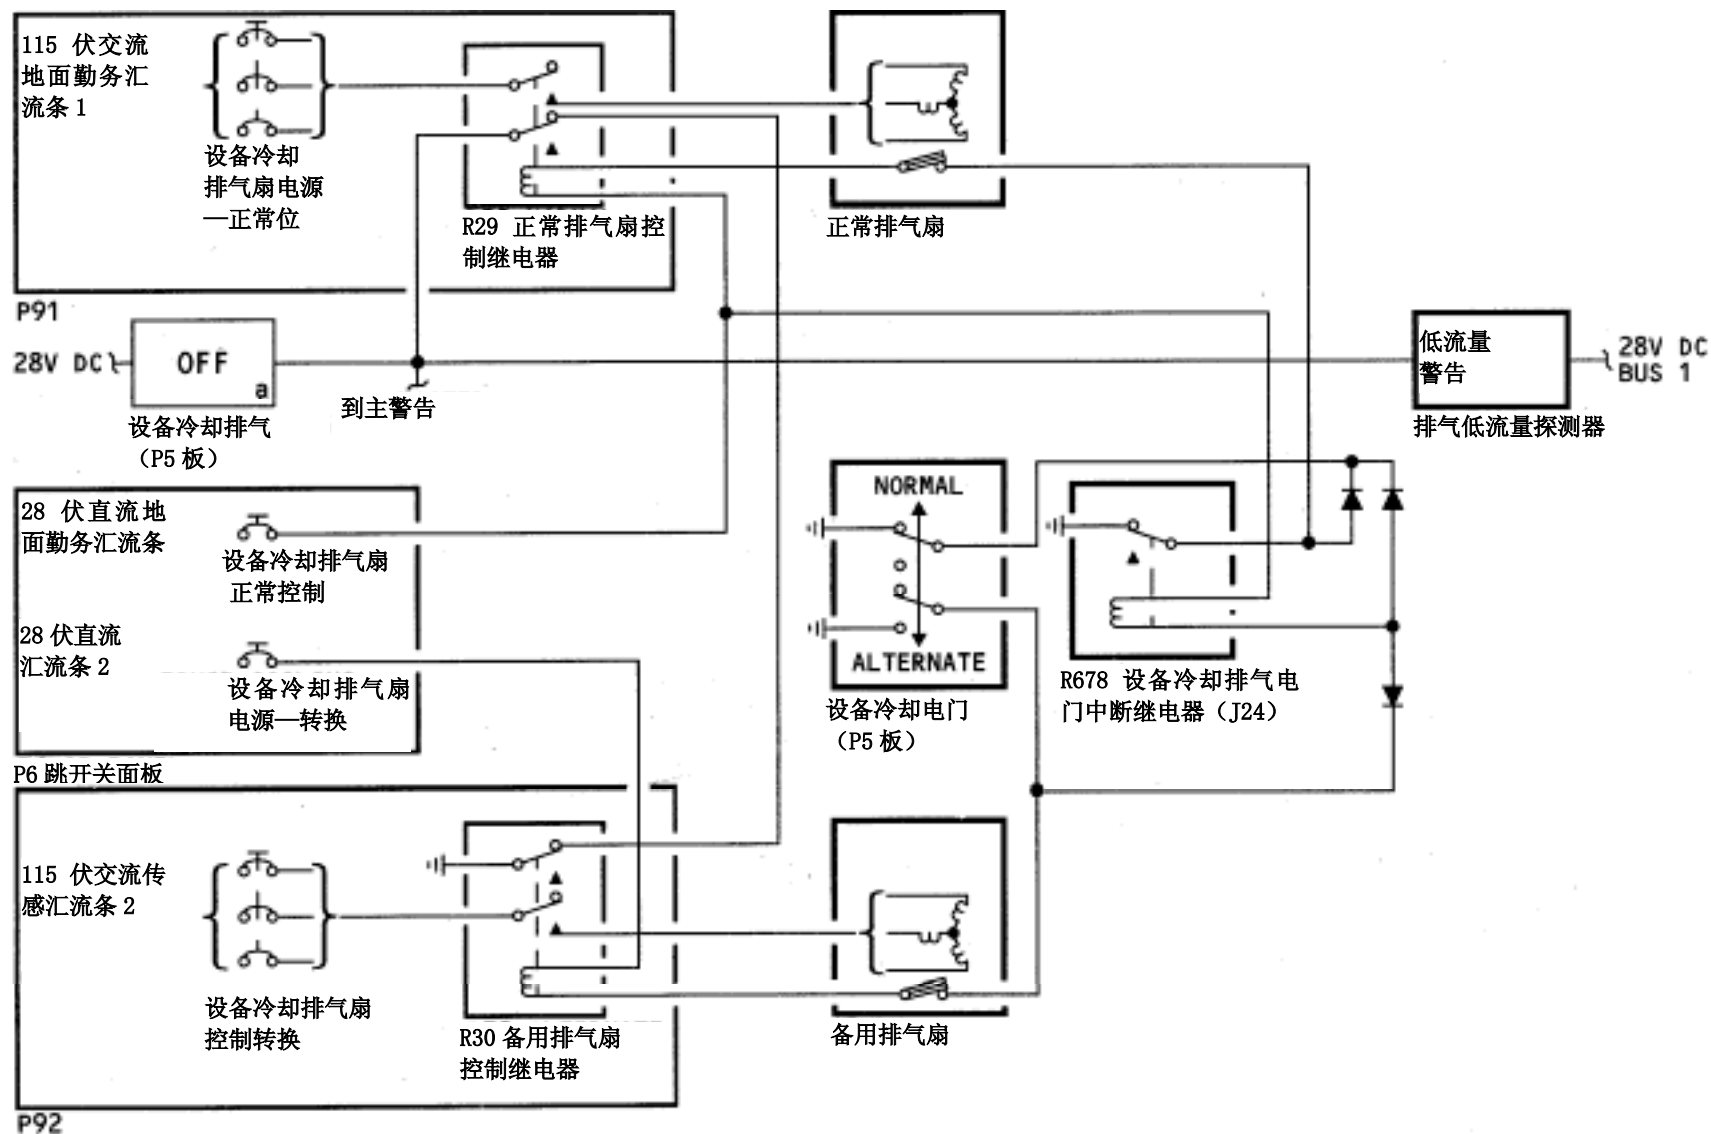 115 伏交流
地面勤务汇
流条 1
设备冷却
排气扇电源
—正常位
R29 正常排气扇控
制继电器
正常排气扇
P91
28V DC
OFF
a
设备冷却排气
（P5 板）
到主警告
低流量
警告
28V DC
BUS 1
排气低流量探测器
28 伏直流地
面勤务汇流条
设备冷却排气扇
正常控制
28 伏直流
汇流条 2
设备冷却排气扇
电源—转换
P6 跳开关面板
NORMAL
ALTERNATE
设备冷却电门
（P5 板）
R678 设备冷却排气电
门中断继电器（J24）
115 伏交流传
感汇流条 2
设备冷却排气扇
控制转换
R30 备用排气扇
控制继电器
备用排气扇
P92